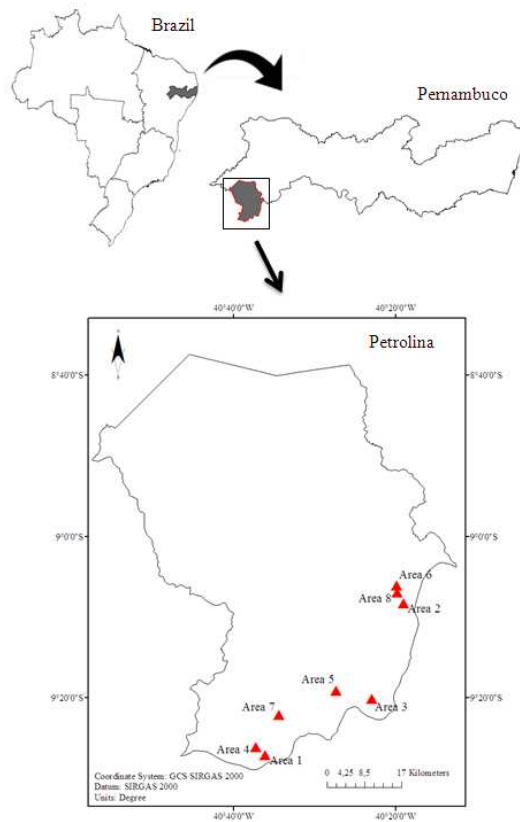 Brazil
Pernambuco
Petrolina
40°40'0"W
40°20'0"W
8°40'0"S
8°40'0"S
9°0'0"S
9°0'0"S
Area 6
Area 8
Area 2
Area 5
Area 3
9°20'0"S
9°20'0"S
Area 7
Area 4
Area 1
Coordinate System: GCS SIRGAS 2000
Datum: SIRGAS 2000
Units: Degree
0 4,25 8,5 17 Kilometers
40°40'0"W
40°20'0"W